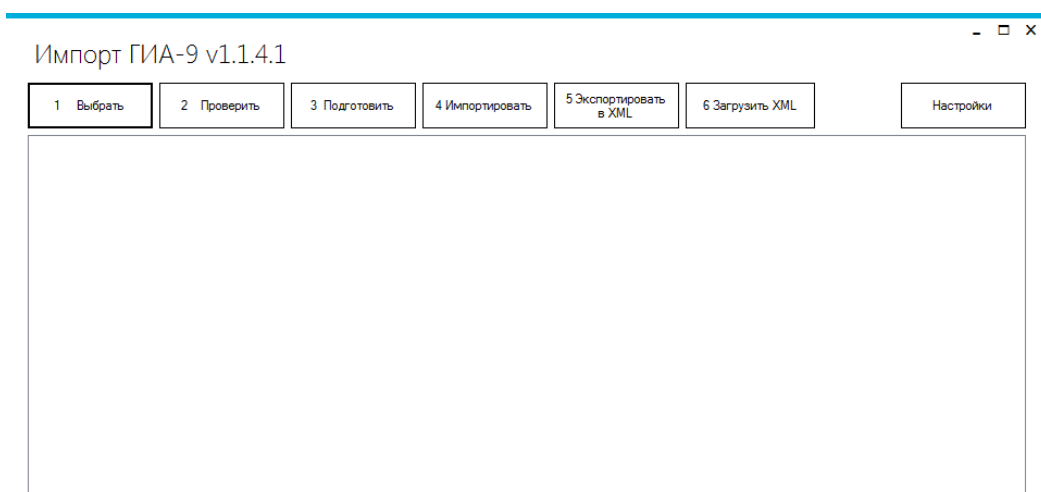 Импорт ГИА-9 v1.1.4.1
1 Выбрать
2 Проверить
3 Подготовить
4 Импортировать
5 Экспортировать
в XML
6 Загрузить XML
Настройки